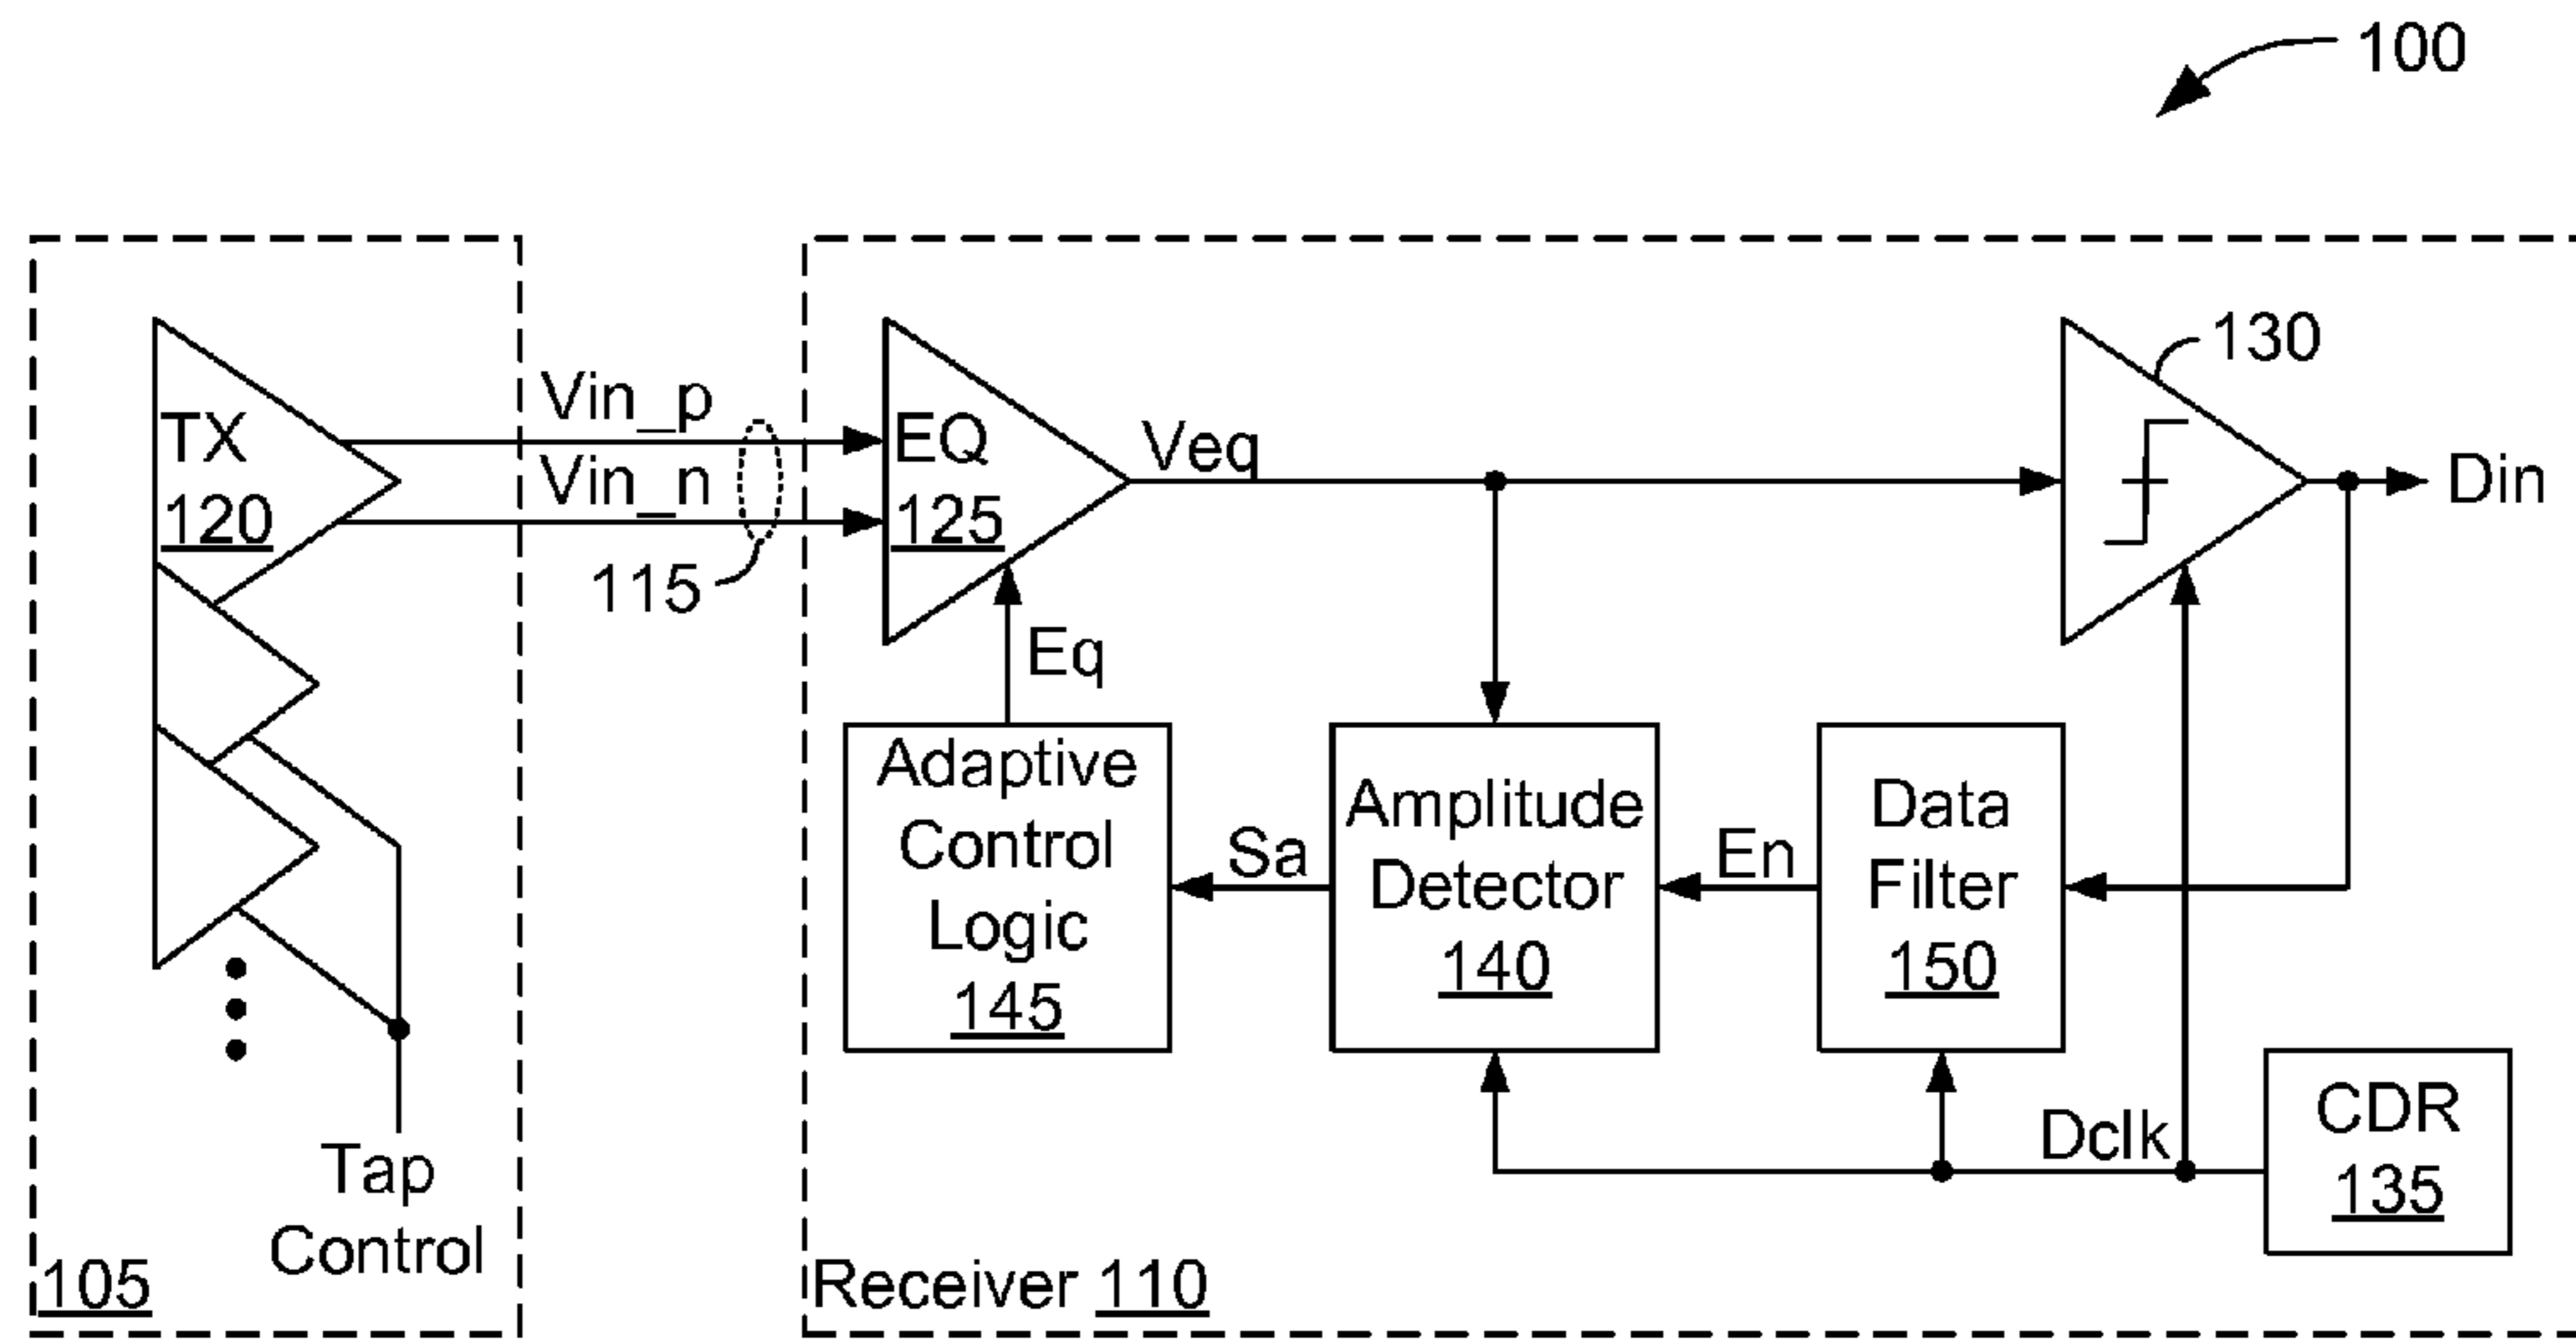 100
TX
120
Vin_p
Vin_n
115
EQ
125
Veq
130
Din
Eq
Adaptive
Control
Logic
145
Sa
Amplitude
Detector
140
En
Data
Filter
150
Dclk
CDR
135
Tap
Control
105
Receiver 110